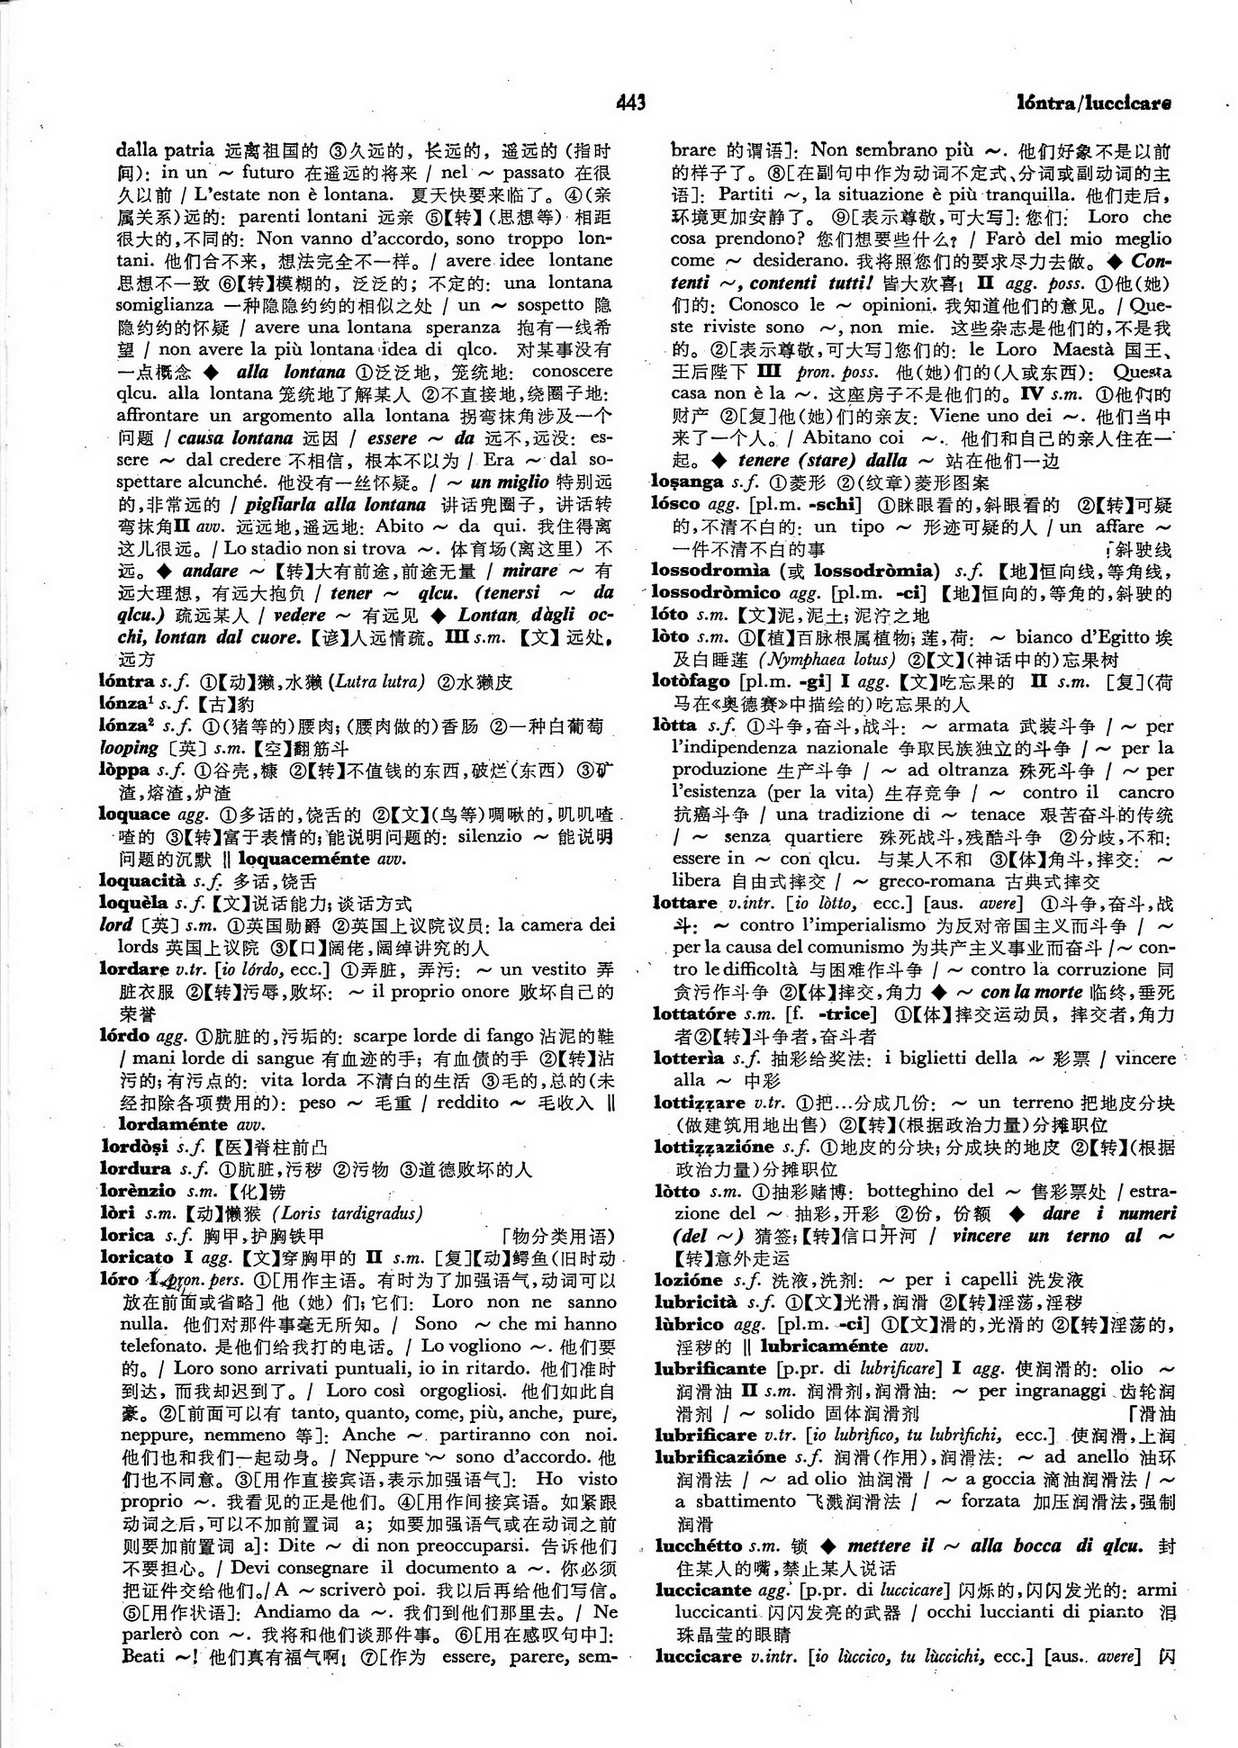 443
lóntra/luccicare
dalla patria 远离祖国的 ③久远的, 长远的, 遥远的 (指时
间): in un ~ futuro 在遥远的将来 / nel ~ passato 在很
久以前 / L'estate non è lontana. 夏天快要来临了。④(亲
属关系)远的: parenti lontani 远亲 ⑤【转】(思想等) 相距
很大的,不同的: Non vanno d'accordo, sono troppo lon-
tani. 他们合不来, 想法完全不一样。/ avere idee lontane
思想不一致 ⑥【转】模糊的, 泛泛的; 不定的: una lontana
somiglianza 一种隐隐约约的相似之处 / un ~ sospetto 隐
隐约约的怀疑 / avere una lontana speranza 抱有一线希
望 / non avere la più lontana idea di qlco. 对某事没有
一点概念 ◆ alla lontana ①泛泛地, 笼统地: conoscere
qlcu. alla lontana 笼统地了解某人 ②不直接地,绕圈子地:
affrontare un argomento alla lontana 拐弯抹角涉及一个
问题 / causa lontana 远因 / essere ~ da 远不,远没: es-
sere ~ dal credere 不相信, 根本不以为 / Era ~ dal so-
spettare alcunché. 他没有一丝怀疑。/ ~ un miglio 特别远
的,非常远的 / pigliarla alla lontana 讲话兜圈子, 讲话转
弯抹角 II avv. 远远地,遥远地: Abito ~ da qui. 我住得离
这儿很远。/ Lo stadio non si trova ~. 体育场(离这里) 不
远。◆ andare ~ 【转】大有前途,前途无量 / mirare ~ 有
远大理想, 有远大抱负 / tener ~ qlcu. (tenersi ~ da
qlcu.) 疏远某人 / vedere ~ 有远见 ◆ Lontan dàgli oc-
chi, lontan dal cuore. 【谚】人远情疏。III s.m. 【文】远处,
远方
lóntra s.f. ①【动】獭,水獭 (Lutra lutra) ②水獭皮
lónza¹ s.f. 【古】豹
lónza² s.f. ①(猪等的)腰肉; (腰肉做的)香肠 ②一种白葡萄
looping 〔英〕 s.m. 【空】翻筋斗
lòppa s.f. ①谷壳,糠 ②【转】不值钱的东西,破烂(东西) ③矿
渣,熔渣,炉渣
loquace agg. ①多话的,饶舌的 ②【文】(鸟等)啁啾的,叽叽喳
喳的 ③【转】富于表情的;能说明问题的: silenzio ~ 能说明
问题的沉默 ‖ loquaceménte avv.
loquacità s.f. 多话,饶舌
loquèla s.f. 【文】说话能力; 谈话方式
lord 〔英〕 s.m. ①英国勋爵 ②英国上议院议员: la camera dei
lords 英国上议院 ③【口】阔佬,阔绰讲究的人
lordare v.tr. [io lórdo, ecc.] ①弄脏, 弄污: ~ un vestito 弄
脏衣服 ②【转】污辱,败坏: ~ il proprio onore 败坏自己的
荣誉
lórdo agg. ①肮脏的,污垢的: scarpe lorde di fango 沾泥的鞋
/ mani lorde di sangue 有血迹的手; 有血债的手 ②【转】沾
污的; 有污点的: vita lorda 不清白的生活 ③毛的,总的(未
经扣除各项费用的): peso ~ 毛重 / reddito ~ 毛收入 ‖
lordaménte avv.
lordòṣi s.f. 【医】脊柱前凸
lordura s.f. ①肮脏,污秽 ②污物 ③道德败坏的人
lorènzio s.m. 【化】铹
lòri s.m. 【动】懒猴 (Loris tardigradus)
lorica s.f. 胸甲,护胸铁甲 「物分类用语)
loricato I agg. 【文】穿胸甲的 II s.m. [复]【动】鳄鱼(旧时动
lóro I pron. pers. ①[用作主语。有时为了加强语气,动词可以
放在前面或省略] 他 (她) 们;它们: Loro non ne sanno
nulla. 他们对那件事毫无所知。/ Sono ~ che mi hanno
telefonato. 是他们给我打的电话。/ Lo vogliono ~. 他们要
的。/ Loro sono arrivati puntuali, io in ritardo. 他们准时
到达, 而我却迟到了。/ Loro così orgogliosi. 他们如此自
豪。②[前面可以有 tanto, quanto, come, più, anche, pure,
neppure, nemmeno 等]: Anche ~ partiranno con noi.
他们也和我们一起动身。/ Neppure ~ sono d'accordo. 他
们也不同意。③[用作直接宾语,表示加强语气]: Ho visto
proprio ~. 我看见的正是他们。④[用作间接宾语。如紧跟
动词之后,可以不加前置词 a; 如要加强语气或在动词之前
则要加前置词 a]: Dite ~ di non preoccuparsi. 告诉他们
不要担心。/ Devi consegnare il documento a ~. 你必须
把证件交给他们。/ A ~ scriverò poi. 我以后再给他们写信。
⑤[用作状语]: Andiamo da ~. 我们到他们那里去。/ Ne
parlerò con ~. 我将和他们谈那件事。⑥[用在感叹句中]:
Beati ~! 他们真有福气啊! ⑦[作为 essere, parere, sem-
brare 的谓语]: Non sembrano più ~. 他们好象不是以前
的样子了。⑧[在副句中作为动词不定式、分词或副动词的主
语]: Partiti ~, la situazione è più tranquilla. 他们走后,
环境更加安静了。⑨[表示尊敬,可大写]: 您们: Loro che
cosa prendono? 您们想要些什么? / Farò del mio meglio
come ~ desiderano. 我将照您们的要求尽力去做。◆ Con-
tenti ~, contenti tutti! 皆大欢喜! II agg. poss. ①他(她)
们的: Conosco le ~ opinioni. 我知道他们的意见。/ Que-
ste riviste sono ~, non mie. 这些杂志是他们的,不是我
的。②[表示尊敬,可大写]您们的: le Loro Maestà 国王、
王后陛下 III pron. poss. 他(她)们的(人或东西): Questa
casa non è la ~. 这座房子不是他们的。IV s.m. ①他们的
财产 ②[复]他(她)们的亲友: Viene uno dei ~. 他们当中
来了一个人。/ Abitano coi ~. 他们和自己的亲人住在一
起。◆ tenere (stare) dalla ~ 站在他们一边
loṣanga s.f. ①菱形 ②(纹章)菱形图案
lósco agg. [pl.m. -schi] ①眯眼看的,斜眼看的 ②【转】可疑
的,不清不白的: un tipo ~ 形迹可疑的人 / un affare ~
一件不清不白的事 「斜驶线
lossodromìa (或 lossodròmia) s.f. 【地】恒向线,等角线,
lossodròmico agg. [pl.m. -ci] 【地】恒向的,等角的,斜驶的
lóto s.m. 【文】泥,泥土; 泥泞之地
lòto s.m. ①【植】百脉根属植物; 莲,荷: ~ bianco d'Egitto 埃
及白睡莲 (Nymphaea lotus) ②【文】(神话中的)忘果树
lotòfago [pl.m. -gi] I agg. 【文】吃忘果的 II s.m. [复](荷
马在《奥德赛》中描绘的)吃忘果的人
lòtta s.f. ①斗争,奋斗,战斗: ~ armata 武装斗争 / ~ per
l'indipendenza nazionale 争取民族独立的斗争 / ~ per la
produzione 生产斗争 / ~ ad oltranza 殊死斗争 / ~ per
l'esistenza (per la vita) 生存竞争 / ~ contro il cancro
抗癌斗争 / una tradizione di ~ tenace 艰苦奋斗的传统
/ ~ senza quartiere 殊死战斗,残酷斗争 ②分歧,不和:
essere in ~ con qlcu. 与某人不和 ③【体】角斗,摔交: ~
libera 自由式摔交 / ~ greco-romana 古典式摔交
lottare v.intr. [io lòtto, ecc.] [aus. avere] ①斗争,奋斗,战
斗: ~ contro l'imperialismo 为反对帝国主义而斗争 / ~
per la causa del comunismo 为共产主义事业而奋斗 / ~ con-
tro le difficoltà 与困难作斗争 / ~ contro la corruzione 同
贪污作斗争 ②【体】摔交,角力 ◆ ~ con la morte 临终,垂死
lottatóre s.m. [f. -trice] ①【体】摔交运动员, 摔交者,角力
者②【转】斗争者,奋斗者
lotterìa s.f. 抽彩给奖法: i biglietti della ~ 彩票 / vincere
alla ~ 中彩
lottiẓẓare v.tr. ①把…分成几份: ~ un terreno 把地皮分块
(做建筑用地出售) ②【转】(根据政治力量)分摊职位
lottiẓẓazióne s.f. ①地皮的分块; 分成块的地皮 ②【转】(根据
政治力量)分摊职位
lòtto s.m. ①抽彩赌博: botteghino del ~ 售彩票处 / estra-
zione del ~ 抽彩,开彩 ②份, 份额 ◆ dare i numeri
(del ~) 猜签;【转】信口开河 / vincere un terno al ~
【转】意外走运
lozióne s.f. 洗液,洗剂: ~ per i capelli 洗发液
lubricità s.f. ①【文】光滑,润滑 ②【转】淫荡,淫秽
lùbrico agg. [pl.m. -ci] ①【文】滑的,光滑的 ②【转】淫荡的,
淫秽的 ‖ lubricaménte avv.
lubrificante [p.pr. di lubrificare] I agg. 使润滑的: olio ~
润滑油 II s.m. 润滑剂,润滑油: ~ per ingranaggi 齿轮润
滑剂 / ~ solido 固体润滑剂 「滑油
lubrificare v.tr. [io lubrìfico, tu lubrìfichi, ecc.] 使润滑,上润
lubrificazióne s.f. 润滑(作用),润滑法: ~ ad anello 油环
润滑法 / ~ ad olio 油润滑 / ~ a goccia 滴油润滑法 / ~
a sbattimento 飞溅润滑法 / ~ forzata 加压润滑法,强制
润滑
lucchétto s.m. 锁 ◆ mettere il ~ alla bocca di qlcu. 封
住某人的嘴,禁止某人说话
luccicante agg. [p.pr. di luccicare] 闪烁的,闪闪发光的: armi
luccicanti 闪闪发亮的武器 / occhi luccianti di pianto 泪
珠晶莹的眼睛
luccicare v.intr. [io lùccico, tu lùccichi, ecc.] [aus. avere] 闪